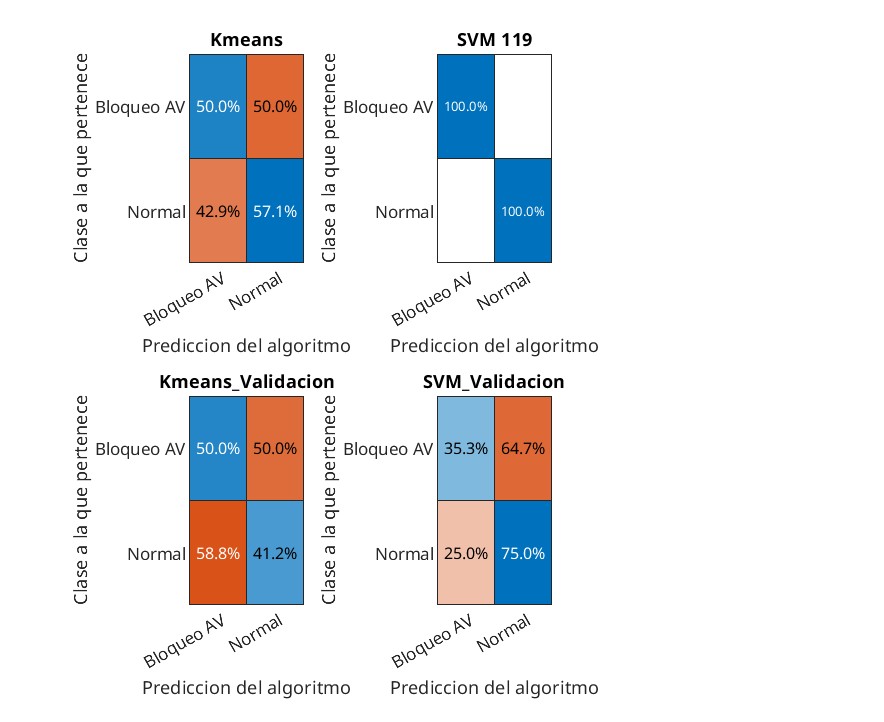 Kmeans
Clase a la que pertenece
Bloqueo AV
50.0%
50.0%
Normal
42.9%
57.1%
Bloqueo AV
Normal
Prediccion del algoritmo
SVM 119
Clase a la que pertenece
Bloqueo AV
100.0%
Normal
100.0%
Bloqueo AV
Normal
Prediccion del algoritmo
Kmeans_Validacion
Clase a la que pertenece
Bloqueo AV
50.0%
50.0%
Normal
58.8%
41.2%
Bloqueo AV
Normal
Prediccion del algoritmo
SVM_Validacion
Clase a la que pertenece
Bloqueo AV
35.3%
64.7%
Normal
25.0%
75.0%
Bloqueo AV
Normal
Prediccion del algoritmo